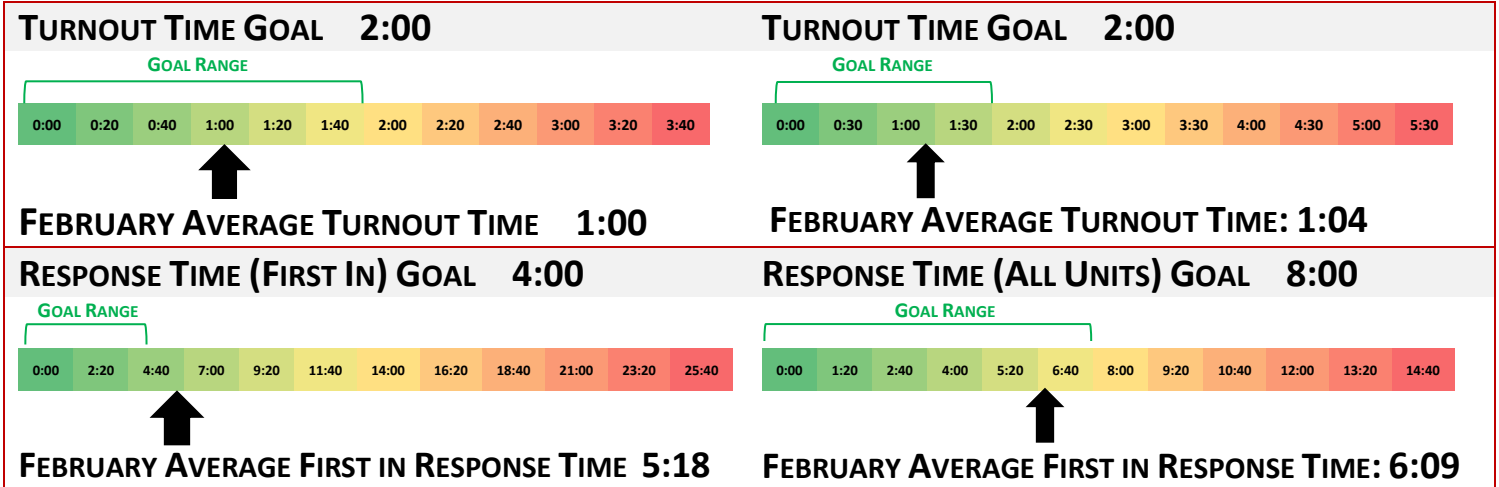 TURNOUT TIME GOAL 2:00
GOAL RANGE
0:00 0:20 0:40 1:00 1:20 1:40 2:00 2:20 2:40 3:00 3:20 3:40
FEBRUARY AVERAGE TURNOUT TIME 1:00
TURNOUT TIME GOAL 2:00
GOAL RANGE
0:00 0:30 1:00 1:30 2:00 2:30 3:00 3:30 4:00 4:30 5:00 5:30
FEBRUARY AVERAGE TURNOUT TIME: 1:04
RESPONSE TIME (FIRST IN) GOAL 4:00
GOAL RANGE
0:00 2:20 4:40 7:00 9:20 11:40 14:00 16:20 18:40 21:00 23:20 25:40
FEBRUARY AVERAGE FIRST IN RESPONSE TIME 5:18
RESPONSE TIME (ALL UNITS) GOAL 8:00
GOAL RANGE
0:00 1:20 2:40 4:00 5:20 6:40 8:00 9:20 10:40 12:00 13:20 14:40
FEBRUARY AVERAGE FIRST IN RESPONSE TIME: 6:09